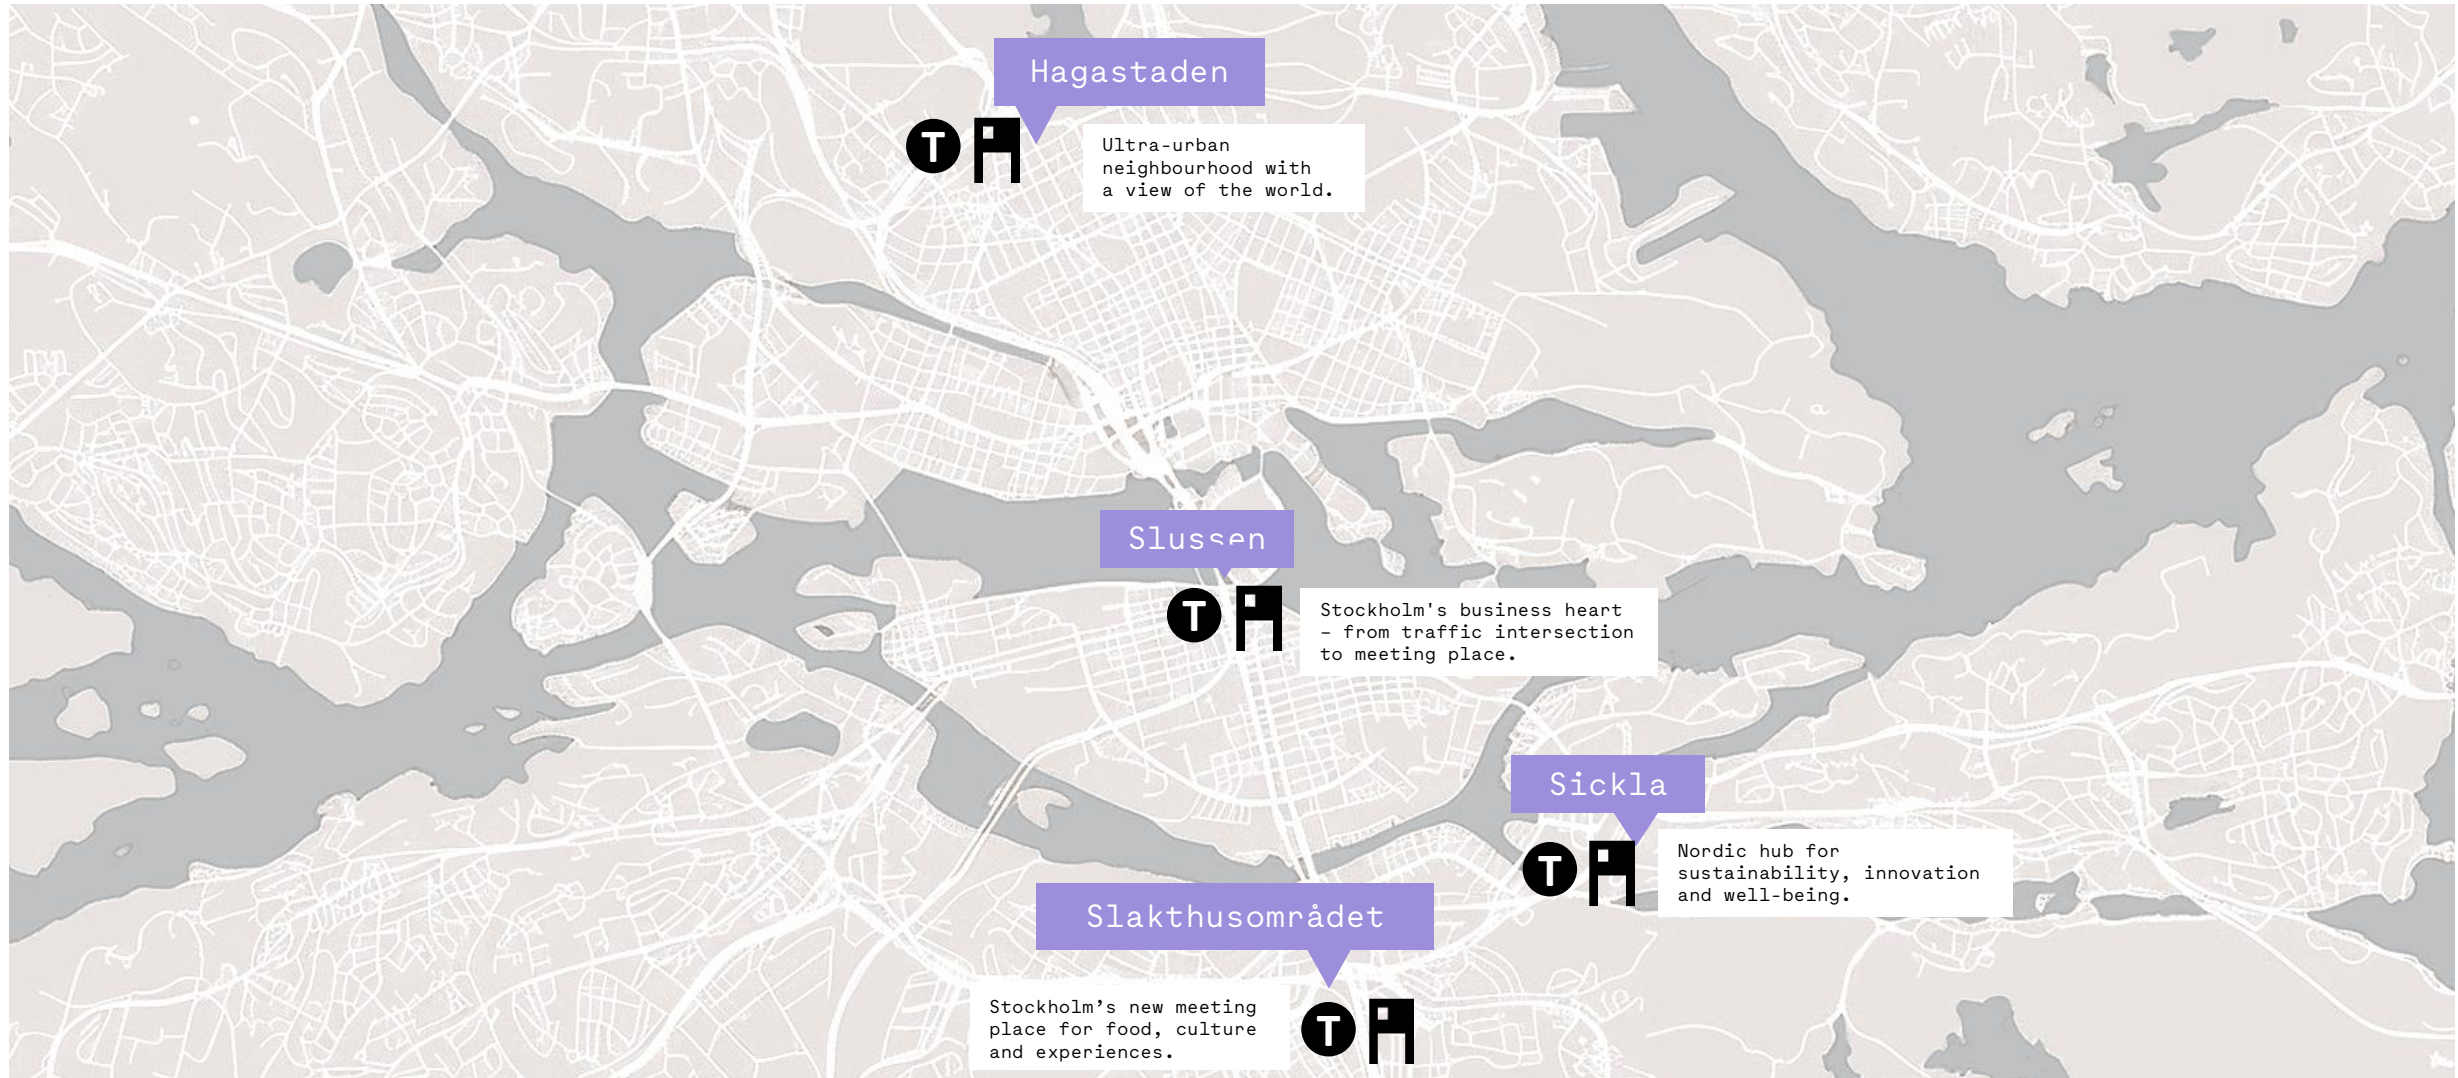 Hagastaden
T
Ultra-urban
neighbourhood with
a view of the world.
Slussen
T
Stockholm's business heart
– from traffic intersection
to meeting place.
Sickla
T
Nordic hub for
sustainability, innovation
and well-being.
Slakthusområdet
Stockholm’s new meeting
place for food, culture
and experiences.
T